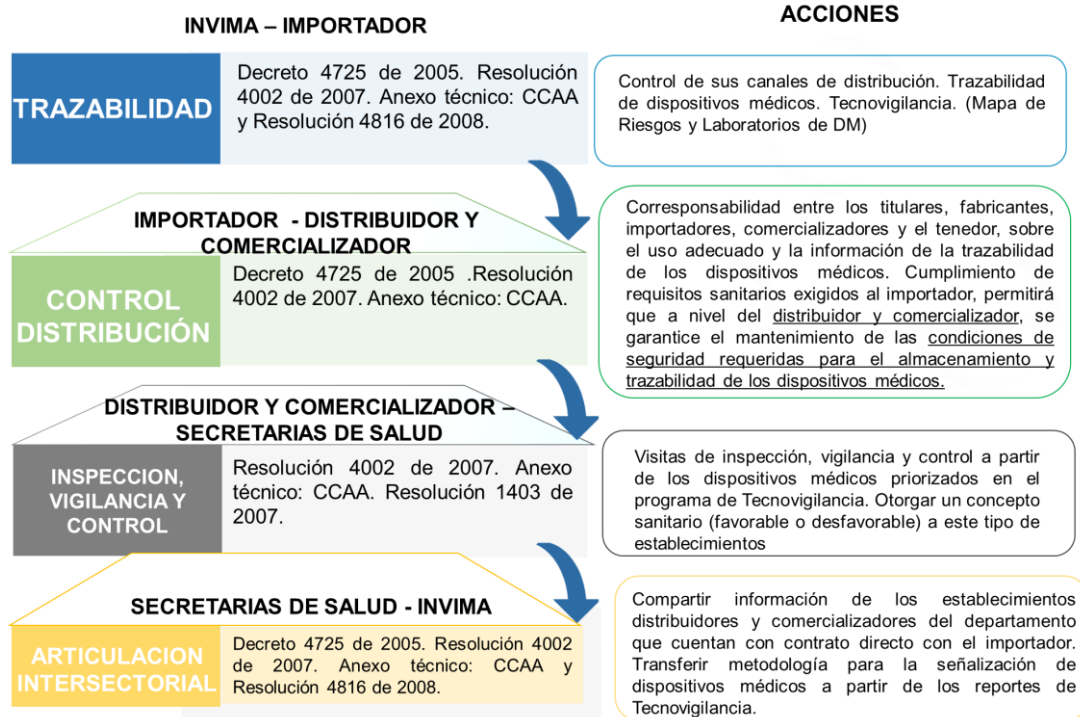 INVIMA – IMPORTADOR
ACCIONES
TRAZABILIDAD
Decreto 4725 de 2005. Resolución
4002 de 2007. Anexo técnico: CCAA
y Resolución 4816 de 2008.
Control de sus canales de distribución. Trazabilidad
de dispositivos médicos. Tecnovigilancia. (Mapa de
Riesgos y Laboratorios de DM)
IMPORTADOR - DISTRIBUIDOR Y
COMERCIALIZADOR
CONTROL
DISTRIBUCIÓN
Decreto 4725 de 2005 .Resolución
4002 de 2007. Anexo técnico: CCAA.
Corresponsabilidad entre los titulares, fabricantes,
importadores, comercializadores y el tenedor, sobre
el uso adecuado y la información de la trazabilidad
de los dispositivos médicos. Cumplimiento de
requisitos sanitarios exigidos al importador, permitirá
que a nivel del distribuidor y comercializador, se
garantice el mantenimiento de las condiciones de
seguridad requeridas para el almacenamiento y
trazabilidad de los dispositivos médicos.
DISTRIBUIDOR Y COMERCIALIZADOR –
SECRETARIAS DE SALUD
INSPECCION,
VIGILANCIA Y
CONTROL
Resolución 4002 de 2007. Anexo
técnico: CCAA. Resolución 1403 de
2007.
Visitas de inspección, vigilancia y control a partir
de los dispositivos médicos priorizados en el
programa de Tecnovigilancia. Otorgar un concepto
sanitario (favorable o desfavorable) a este tipo de
establecimientos
SECRETARIAS DE SALUD - INVIMA
ARTICULACION
INTERSECTORIAL
Decreto 4725 de 2005. Resolución 4002
de 2007. Anexo técnico: CCAA y
Resolución 4816 de 2008.
Compartir información de los establecimientos
distribuidores y comercializadores del departamento
que cuentan con contrato directo con el importador.
Transferir metodología para la señalización de
dispositivos médicos a partir de los reportes de
Tecnovigilancia.